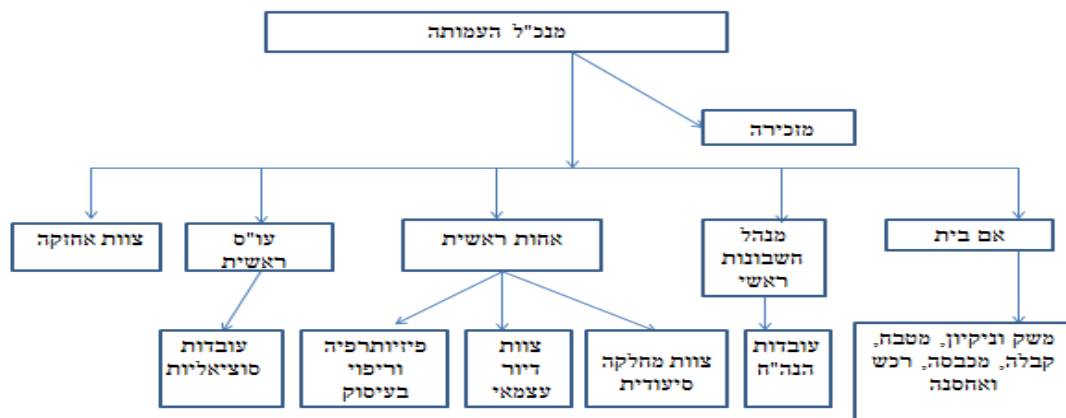 מנכ"ל העמותה
מזכירה
אם בית
מנהל
חשבונות
ראשי
אחות ראשית
עו"ס
ראשית
צוות אחזקה
משק וניקיון, מטבח,
קבלה, מכבסה, רכש
ואחסנה
עובדות
הנה"ח
צוות מחלקה
סיעודית
צוות
דיור
עצמאי
פיזיותרפיה
וריפוי
בעיסוק
עובדות
סוציאליות